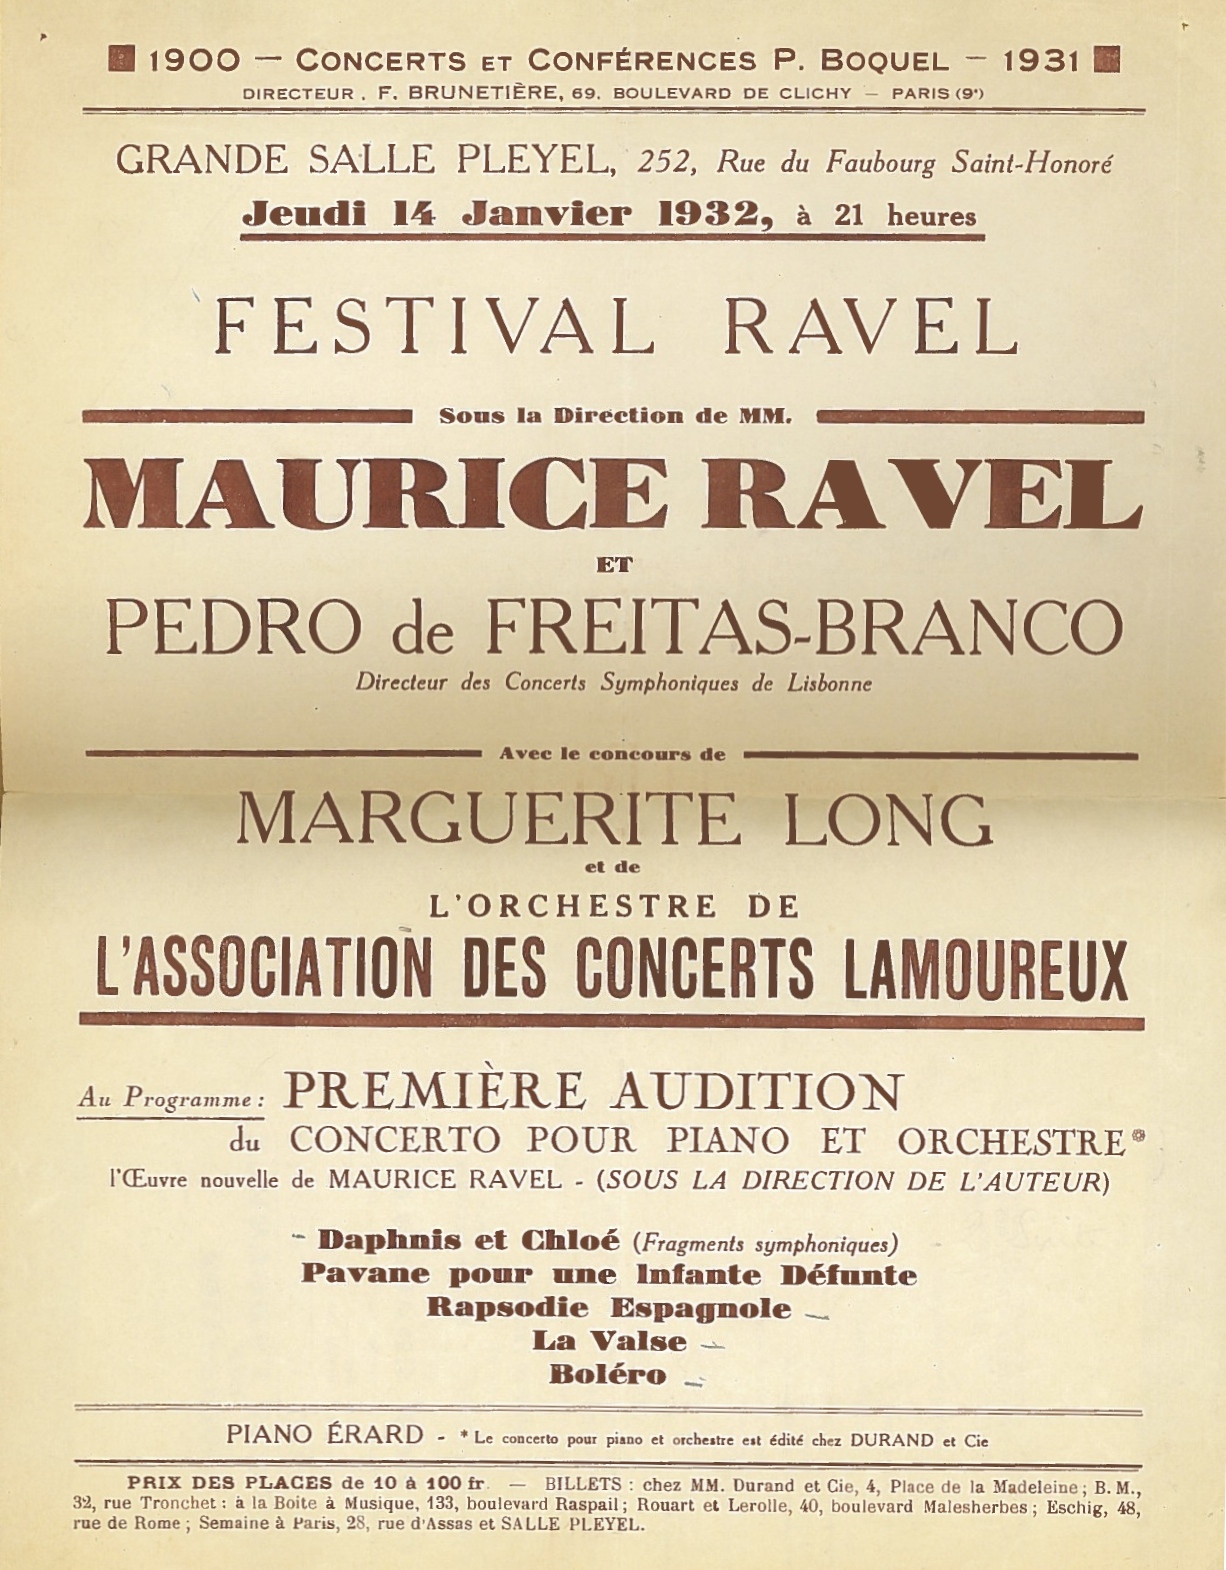 1900 — CONCERTS ET CONFÉRENCES P. BOQUEL — 1931
DIRECTEUR . F. BRUNETIÈRE, 69, BOULEVARD DE CLICHY — PARIS (9e)
GRANDE SALLE PLEYEL, 252, Rue du Faubourg Saint-Honoré
Jeudi 14 Janvier 1932, à 21 heures
FESTIVAL RAVEL
Sous la Direction de MM.
MAURICE RAVEL
ET
PEDRO de FREITAS-BRANCO
Directeur des Concerts Symphoniques de Lisbonne
Avec le concours de
MARGUERITE LONG
et de
L'ORCHESTRE DE
L'ASSOCIATION DES CONCERTS LAMOUREUX
Au Programme : PREMIÈRE AUDITION
du CONCERTO POUR PIANO ET ORCHESTRE*
l'Œuvre nouvelle de MAURICE RAVEL - (SOUS LA DIRECTION DE L'AUTEUR)
Daphnis et Chloé (Fragments symphoniques)
Pavane pour une Infante Défunte
Rapsodie Espagnole
La Valse
Boléro
PIANO ÉRARD - * Le concerto pour piano et orchestre est édité chez DURAND et Cie
PRIX DES PLACES de 10 à 100 fr. — BILLETS : chez MM. Durand et Cie, 4, Place de la Madeleine ; B. M.,
32, rue Tronchet : à la Boite à Musique, 133, boulevard Raspail ; Rouart et Lerolle, 40, boulevard Malesherbes ; Eschig, 48,
rue de Rome ; Semaine à Paris, 28, rue d'Assas et SALLE PLEYEL.